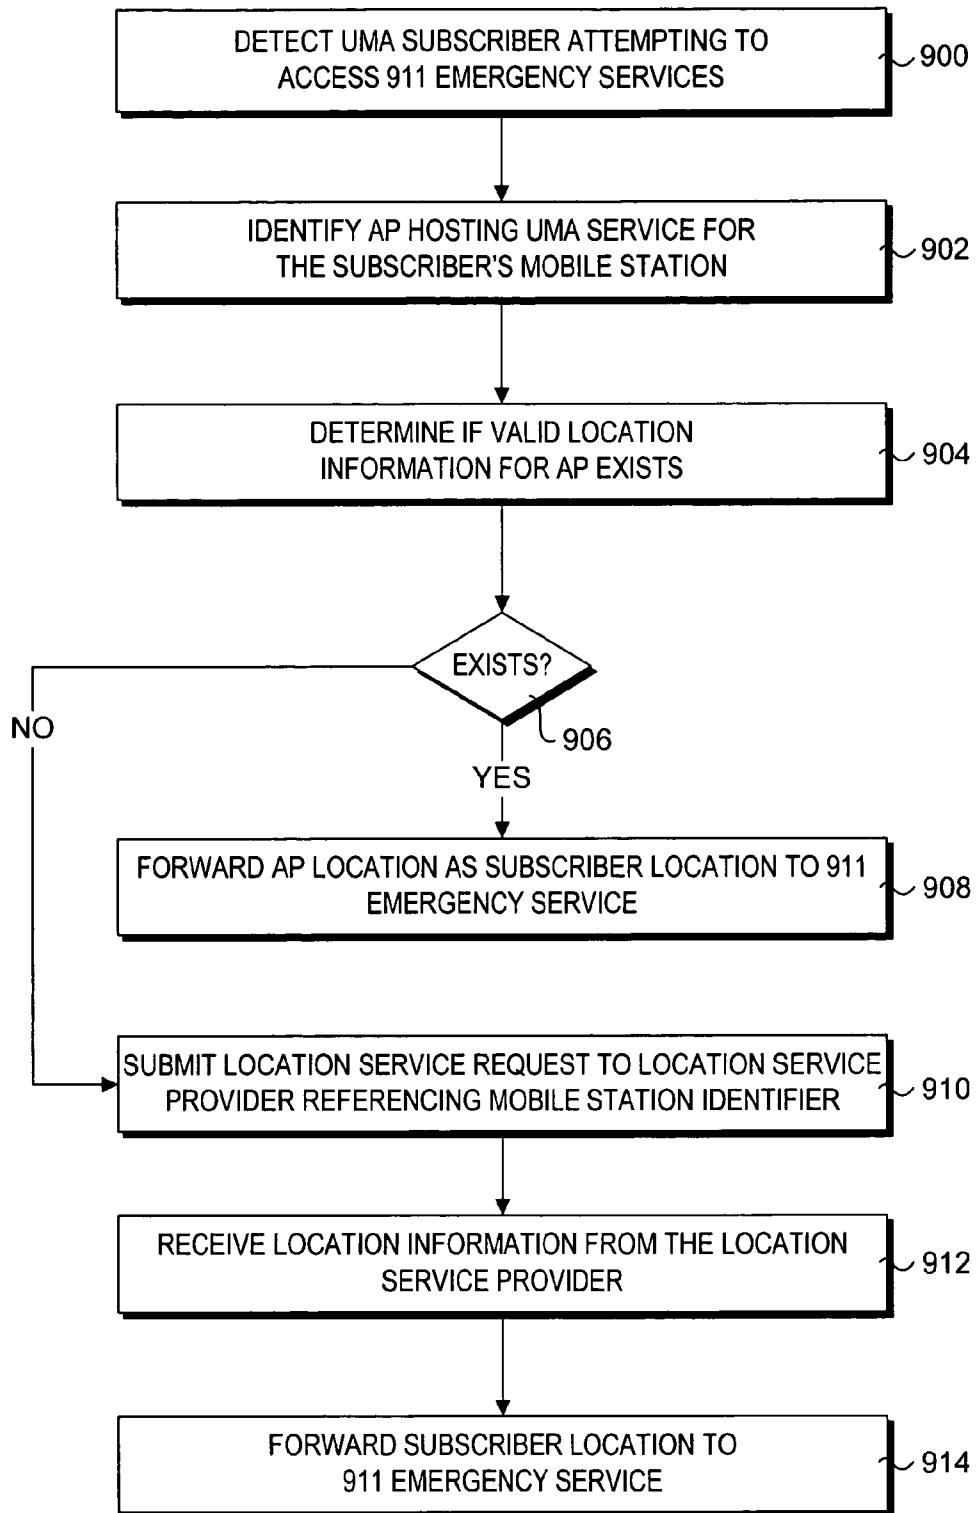 DETECT UMA SUBSCRIBER ATTEMPTING TO
ACCESS 911 EMERGENCY SERVICES
900
IDENTIFY AP HOSTING UMA SERVICE FOR
THE SUBSCRIBER'S MOBILE STATION
902
DETERMINE IF VALID LOCATION
INFORMATION FOR AP EXISTS
904
EXISTS?
906
NO
YES
FORWARD AP LOCATION AS SUBSCRIBER LOCATION TO 911
EMERGENCY SERVICE
908
SUBMIT LOCATION SERVICE REQUEST TO LOCATION SERVICE
PROVIDER REFERENCING MOBILE STATION IDENTIFIER
910
RECEIVE LOCATION INFORMATION FROM THE LOCATION
SERVICE PROVIDER
912
FORWARD SUBSCRIBER LOCATION TO
911 EMERGENCY SERVICE
914